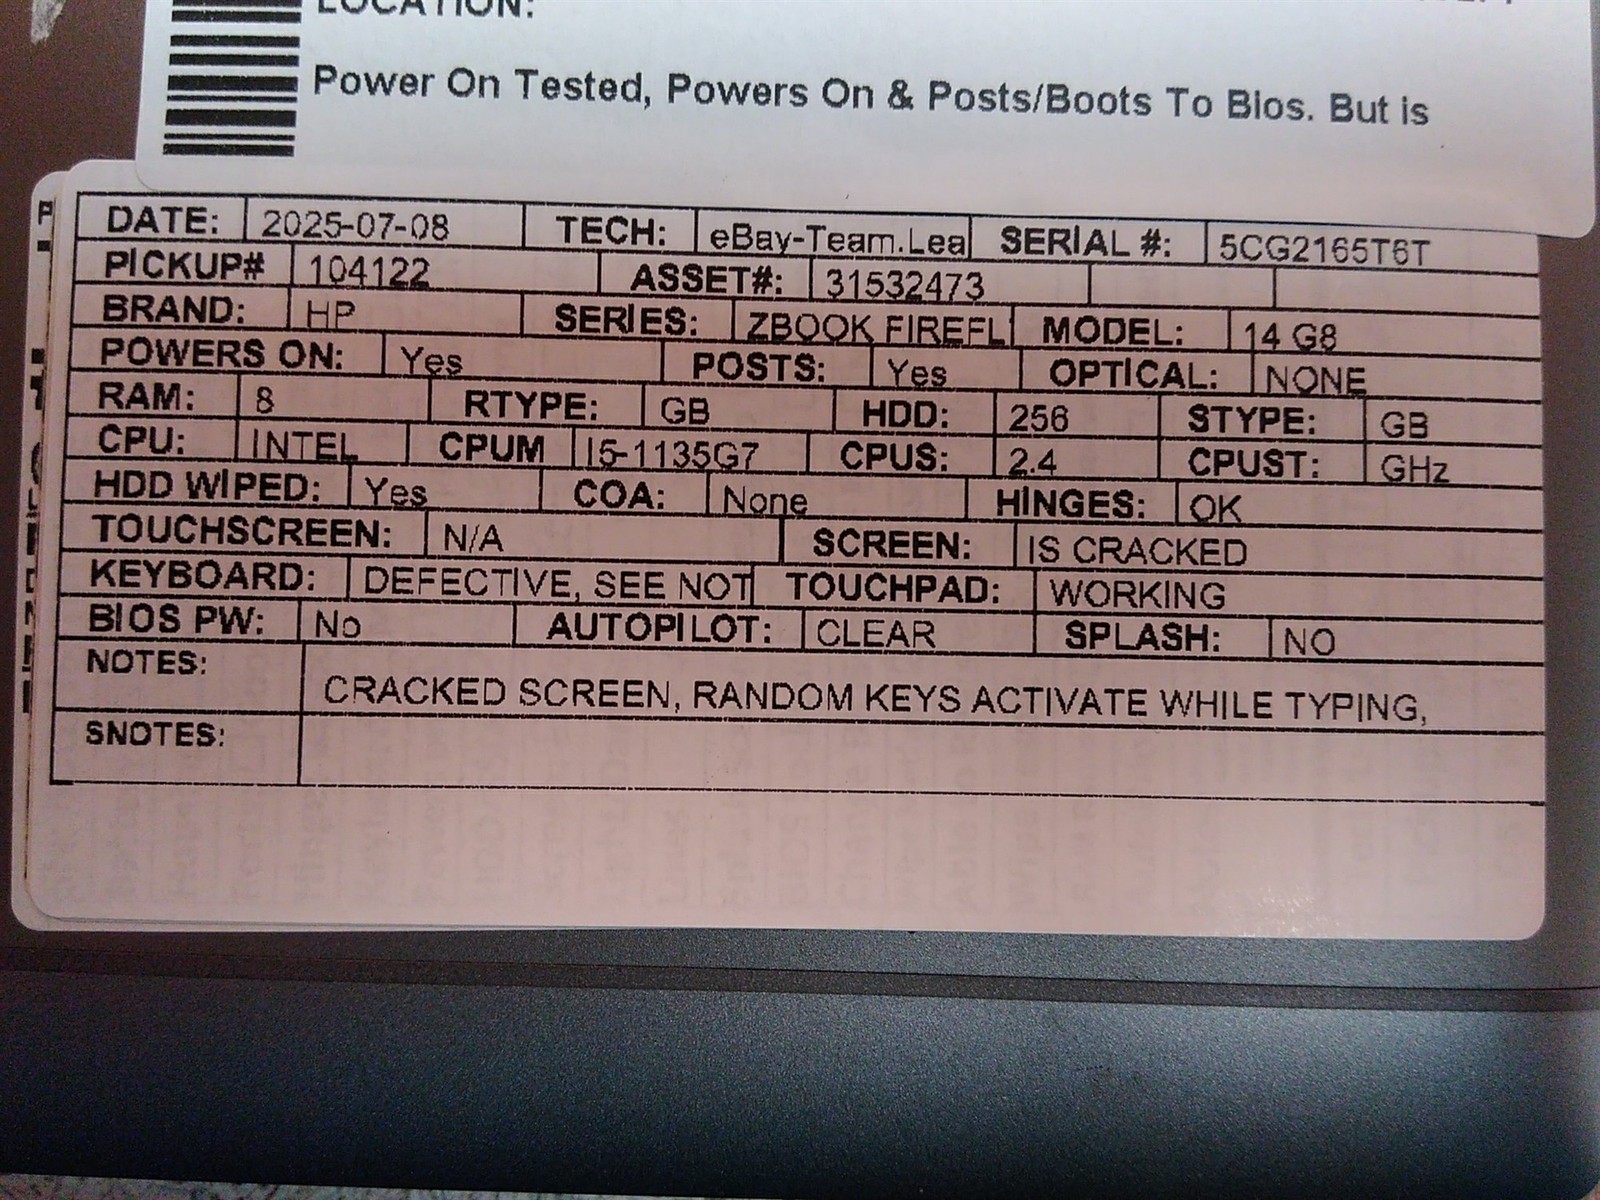 LOCATION:
Power On Tested, Powers On & Posts/Boots To Bios. But is
DATE: 2025-07-08 TECH: eBay-Team.Lea SERIAL #: 5CG2165T6T
PICKUP# 104122 ASSET#: 31532473
BRAND: HP SERIES: ZBOOK FIREFL MODEL: 14 G8
POWERS ON: Yes POSTS: Yes OPTICAL: NONE
RAM: 8 RTYPE: GB HDD: 256 STYPE: GB
CPU: INTEL CPUM I5-1135G7 CPUS: 2.4 CPUST: GHz
HDD WIPED: Yes COA: None HINGES: OK
TOUCHSCREEN: N/A SCREEN: IS CRACKED
KEYBOARD: DEFECTIVE, SEE NOT TOUCHPAD: WORKING
BIOS PW: No AUTOPILOT: CLEAR SPLASH: NO
NOTES: CRACKED SCREEN, RANDOM KEYS ACTIVATE WHILE TYPING,
SNOTES: